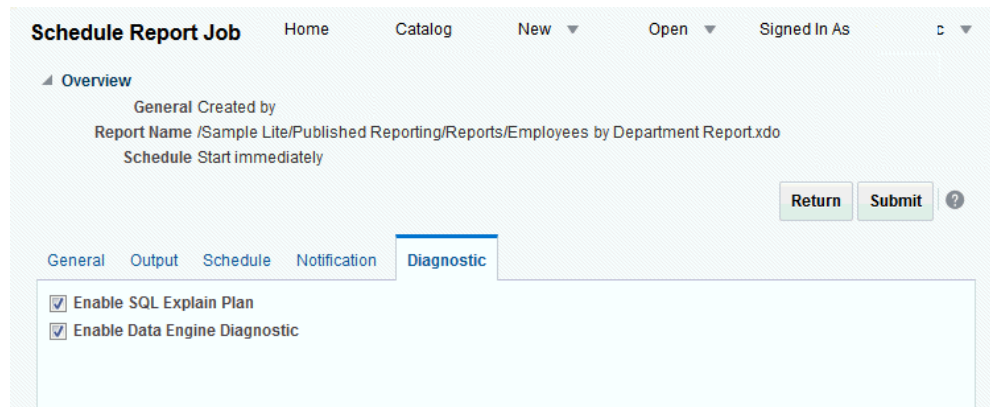 Schedule Report Job Home Catalog New Open Signed In As
Overview
General Created by
Report Name /Sample Lite/Published Reporting/Reports/Employees by Department Report.xdo
Schedule Start immediately
Return Submit ?
General Output Schedule Notification Diagnostic
Enable SQL Explain Plan
Enable Data Engine Diagnostic